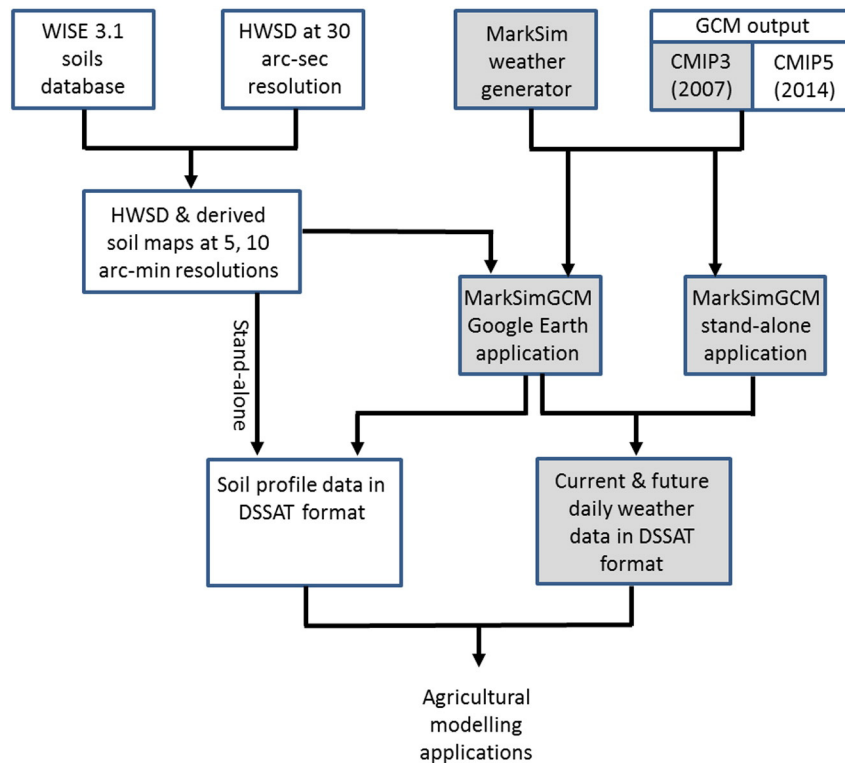 WISE 3.1
soils
database
HWSD at 30
arc-sec
resolution
MarkSim
weather
generator
GCM output
CMIP3
(2007)
CMIP5
(2014)
HWSD & derived
soil maps at 5, 10
arc-min resolutions
MarkSimGCM
Google Earth
application
MarkSimGCM
stand-alone
application
Stand-alone
Soil profile data in
DSSAT format
Current & future
daily weather
data in DSSAT
format
Agricultural
modelling
applications